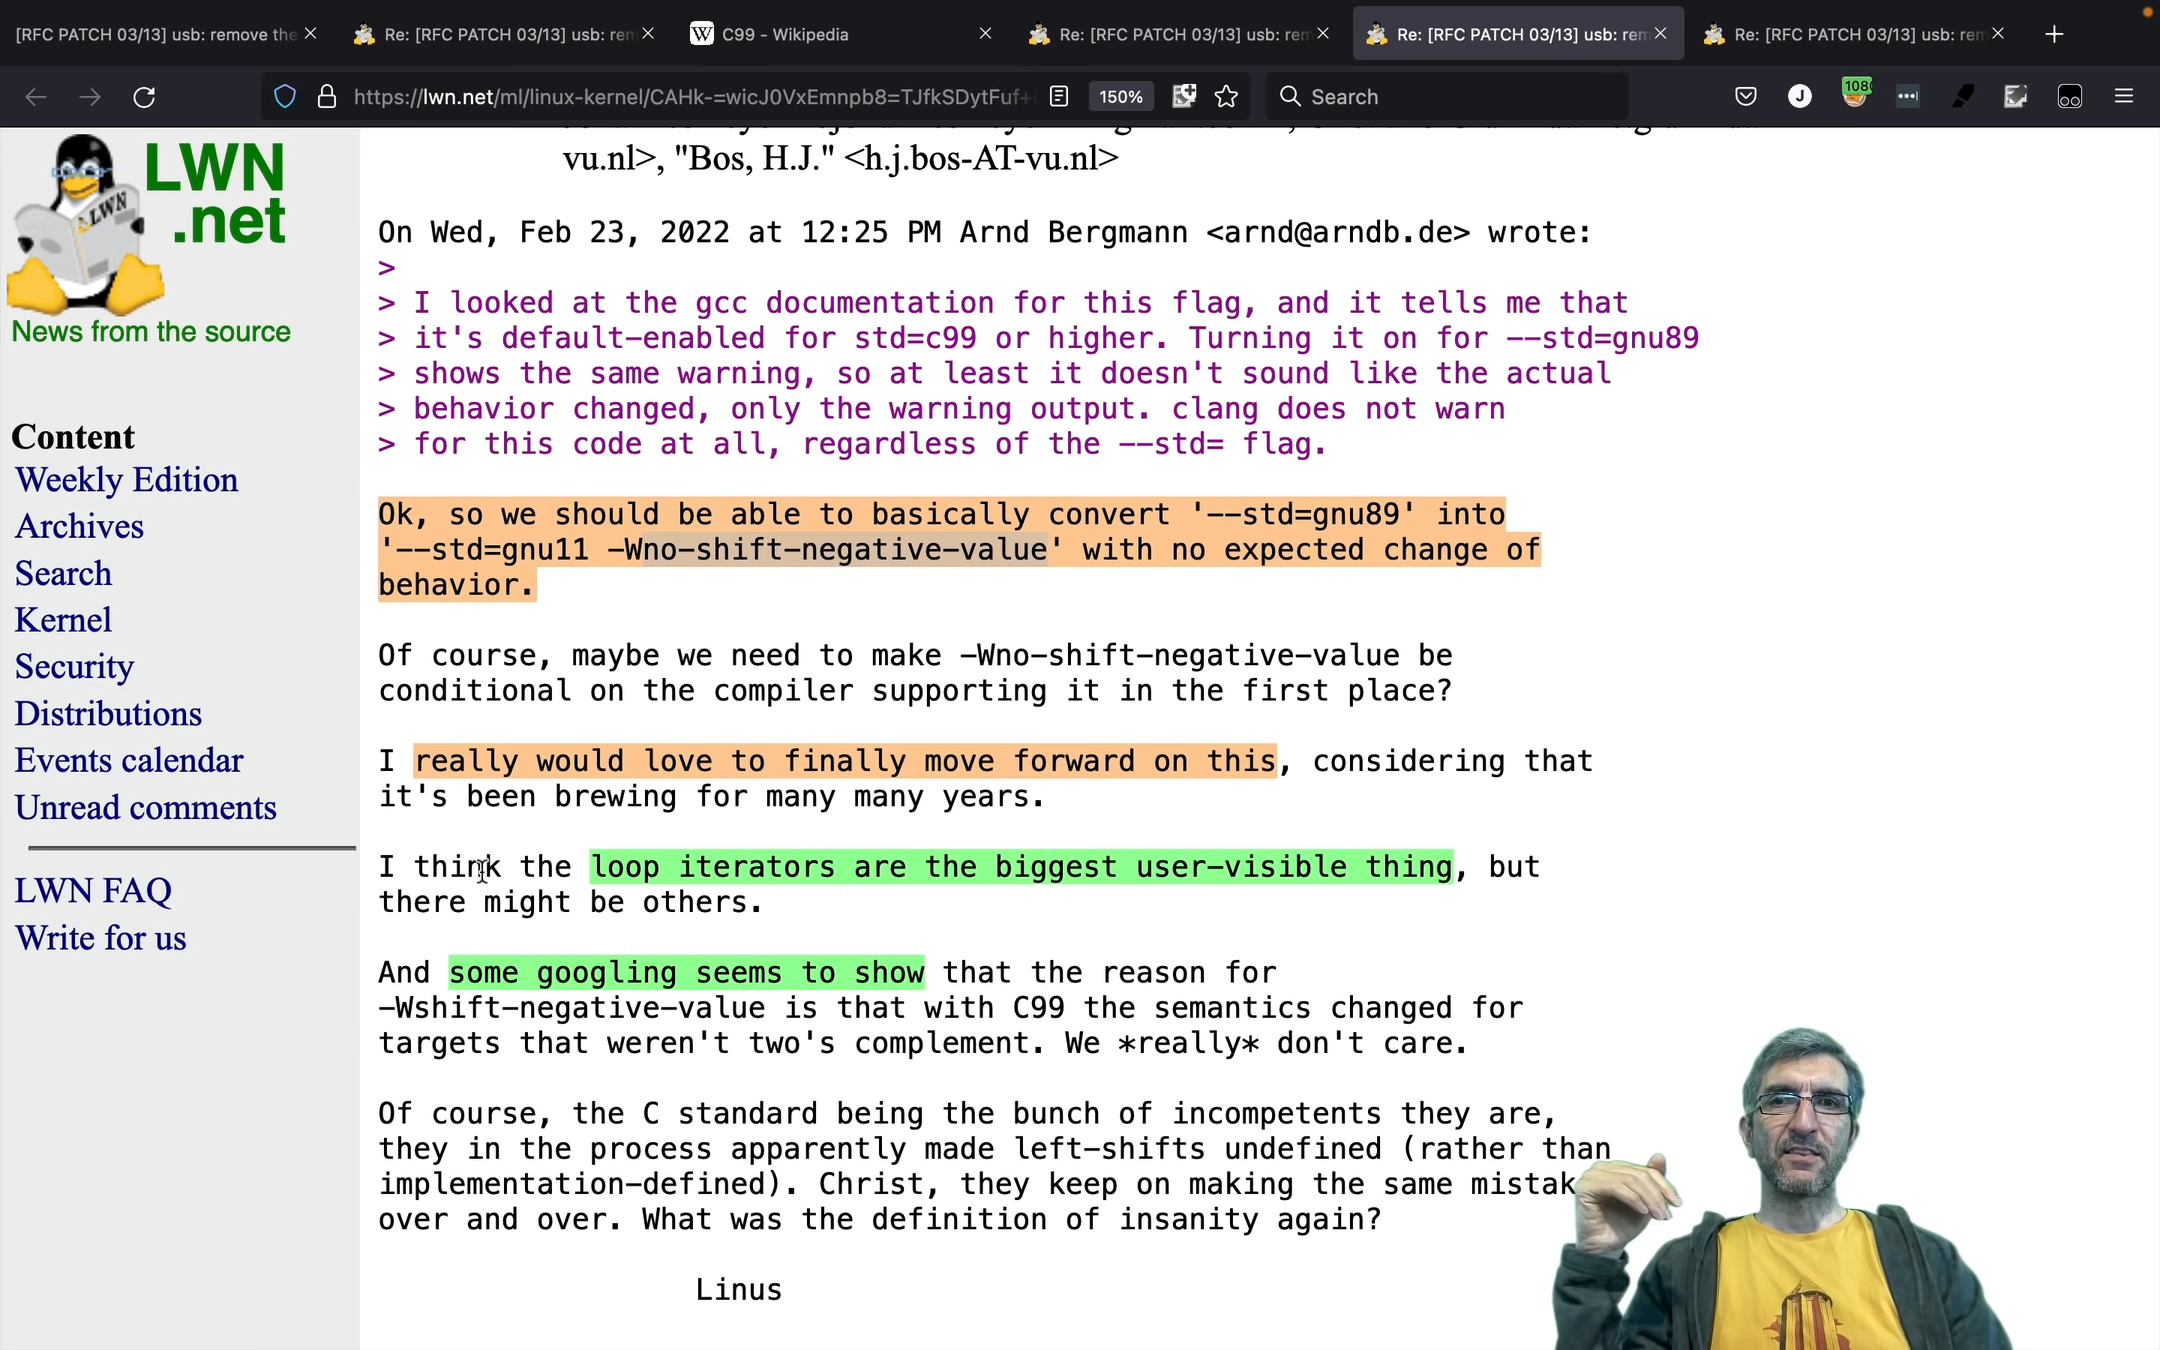 [RFC PATCH 03/13] usb: remove the
Re: [RFC PATCH 03/13] usb: rem
W C99 - Wikipedia
Re: [RFC PATCH 03/13] usb: rem
Re: [RFC PATCH 03/13] usb: rem
Re: [RFC PATCH 03/13] usb: rem
https://lwn.net/ml/linux-kernel/CAHk-=wicJ0VxEmnpb8=TJfkSDytFuf+
150%
Search
J
108
LWN
.net
LWN
News from the source
Content
Weekly Edition
Archives
Search
Kernel
Security
Distributions
Events calendar
Unread comments
LWN FAQ
Write for us
vu.nl>, "Bos, H.J." <h.j.bos-AT-vu.nl>
On Wed, Feb 23, 2022 at 12:25 PM Arnd Bergmann <arnd@arndb.de> wrote:
>
> I looked at the gcc documentation for this flag, and it tells me that
> it's default-enabled for std=c99 or higher. Turning it on for --std=gnu89
> shows the same warning, so at least it doesn't sound like the actual
> behavior changed, only the warning output. clang does not warn
> for this code at all, regardless of the --std= flag.
Ok, so we should be able to basically convert '--std=gnu89' into
'--std=gnu11 -Wno-shift-negative-value' with no expected change of
behavior.
Of course, maybe we need to make -Wno-shift-negative-value be
conditional on the compiler supporting it in the first place?
I really would love to finally move forward on this, considering that
it's been brewing for many many years.
I think the loop iterators are the biggest user-visible thing, but
there might be others.
And some googling seems to show that the reason for
-Wshift-negative-value is that with C99 the semantics changed for
targets that weren't two's complement. We *really* don't care.
Of course, the C standard being the bunch of incompetents they are,
they in the process apparently made left-shifts undefined (rather than
implementation-defined). Christ, they keep on making the same mistak
over and over. What was the definition of insanity again?
Linus